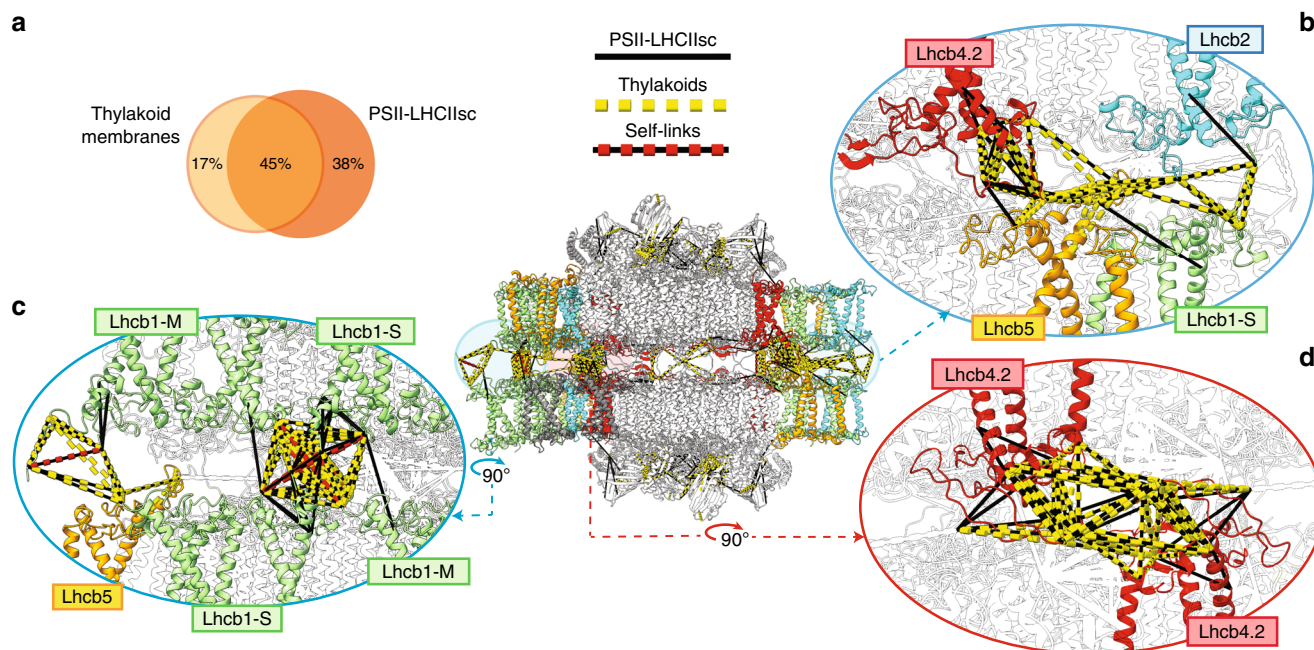 a
Thylakoid
membranes
17%
45%
38%
PSII-LHCIIsc
PSII-LHCIIsc
Thylakoids
Self-links
b
Lhcb4.2
Lhcb2
Lhcb5
Lhcb1-S
c
Lhcb1-M
Lhcb1-S
Lhcb5
Lhcb1-S
Lhcb1-M
90°
90°
d
Lhcb4.2
Lhcb4.2